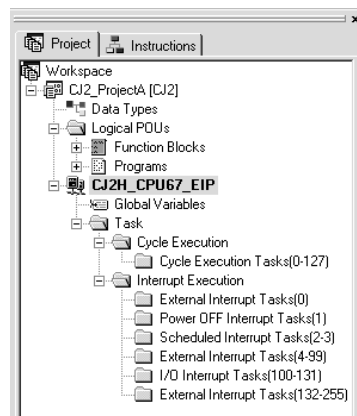 Project
Instructions
Workspace
CJ2_ProjectA [CJ2]
Data Types
Logical POUs
Function Blocks
Programs
CJ2H_CPU67_EIP
Global Variables
Task
Cycle Execution
Cycle Execution Tasks(0-127)
Interrupt Execution
External Interrupt Tasks(0)
Power OFF Interrupt Tasks(1)
Scheduled Interrupt Tasks(2-3)
External Interrupt Tasks(4-99)
I/O Interrupt Tasks(100-131)
External Interrupt Tasks(132-255)